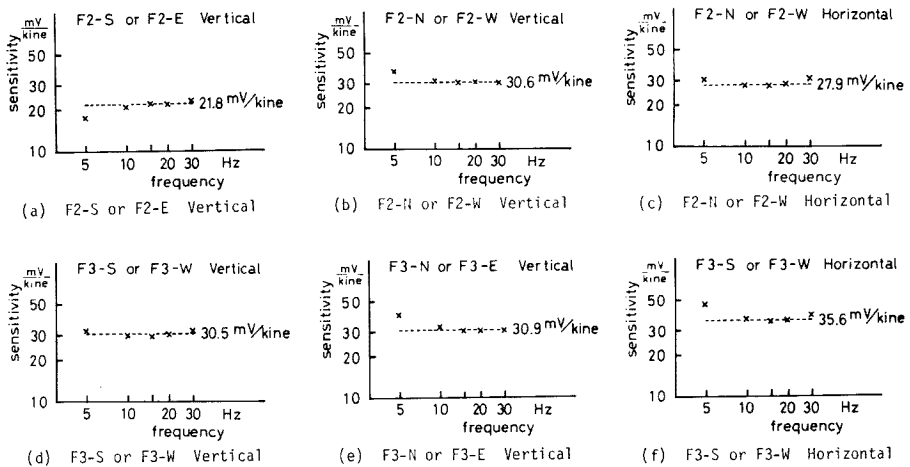 mV/kine F2-S or F2-E Vertical
sensitivity
50
30
20
10
21.8 mV/kine
5 10 20 30 Hz
frequency
(a) F2-S or F2-E Vertical
mV/kine F2-N or F2-W Vertical
sensitivity
50
30
20
10
30.6 mV/kine
5 10 20 30 Hz
frequency
(b) F2-N or F2-W Vertical
mV/kine F2-N or F2-W Horizontal
sensitivity
50
30
20
10
27.9 mV/kine
5 10 20 30 Hz
frequency
(c) F2-N or F2-W Horizontal
mV/kine F3-S or F3-W Vertical
sensitivity
50
30
20
10
30.5 mV/kine
5 10 20 30 Hz
frequency
(d) F3-S or F3-W Vertical
mV/kine F3-N or F3-E Vertical
sensitivity
50
30
20
10
30.9 mV/kine
5 10 20 30 Hz
frequency
(e) F3-N or F3-E Vertical
mV/kine F3-S or F3-W Horizontal
sensitivity
50
30
20
10
35.6 mV/kine
5 10 20 30 Hz
frequency
(f) F3-S or F3-W Horizontal